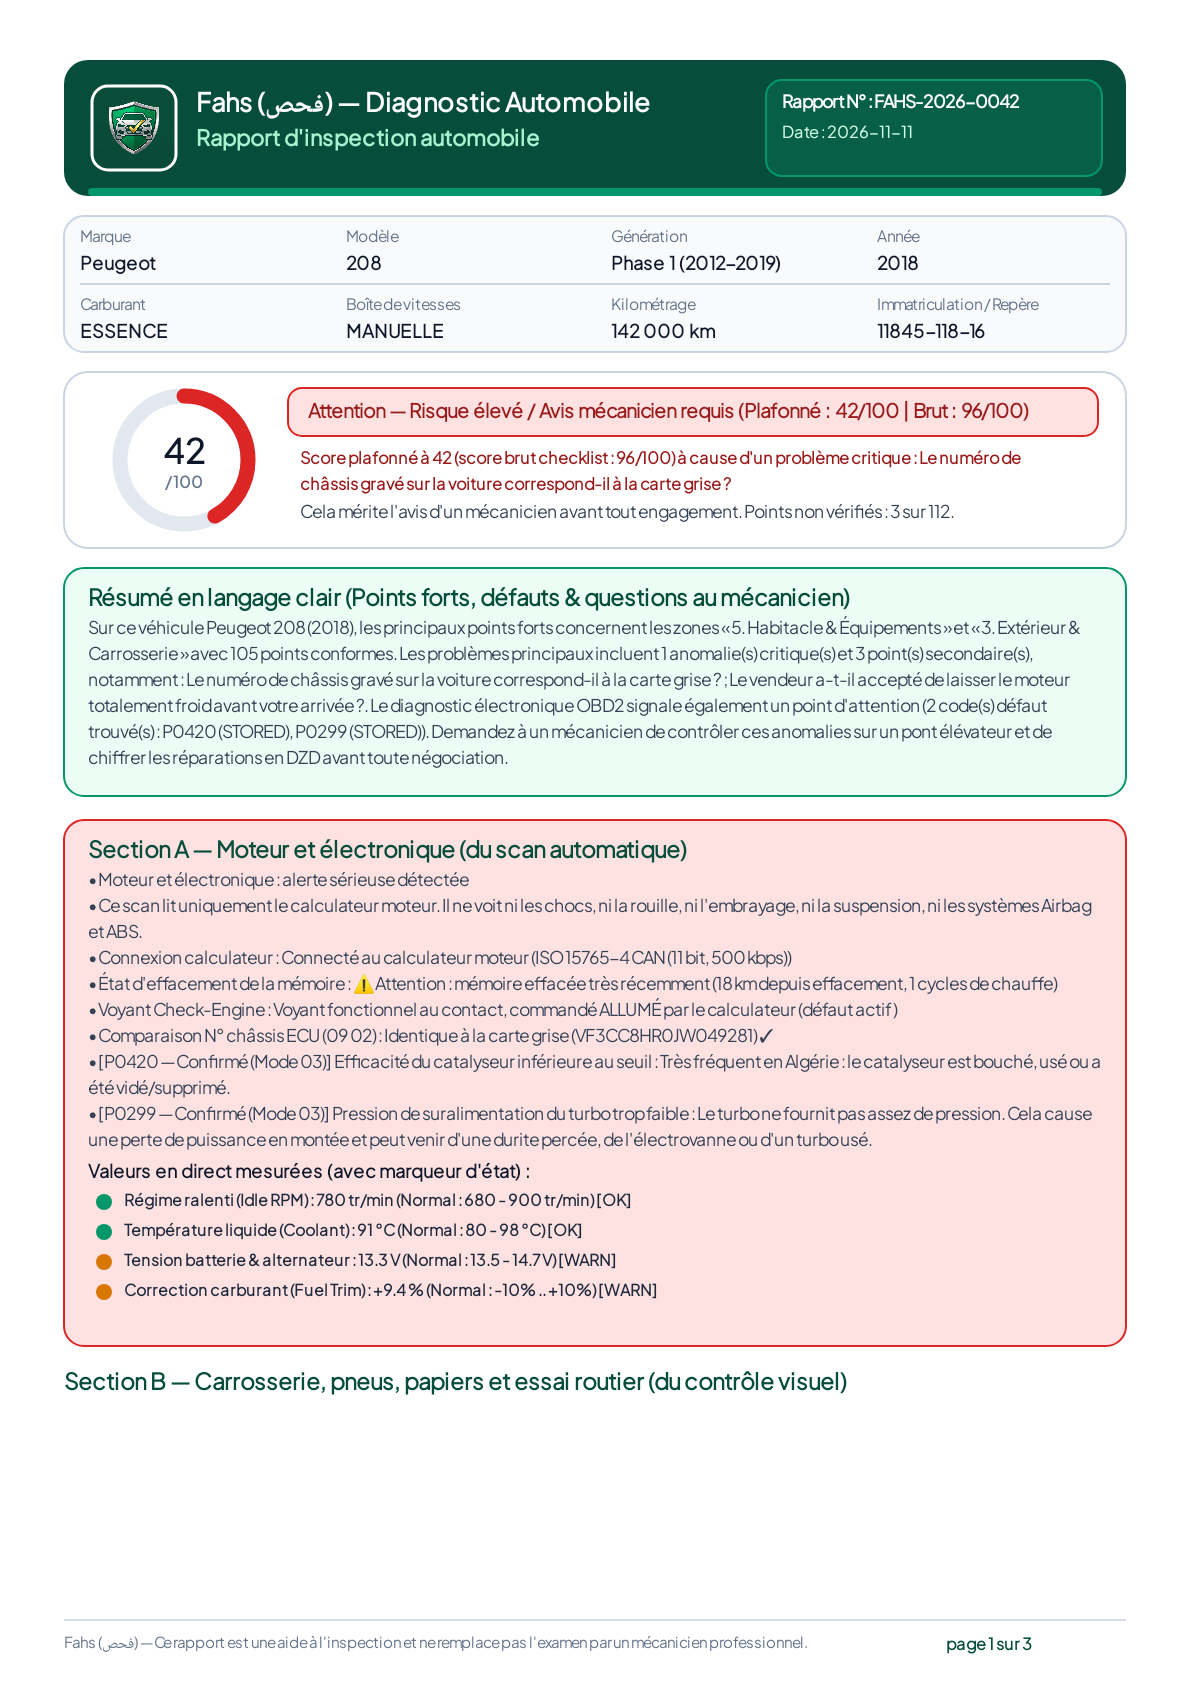 Fahs (فحص) — Diagnostic Automobile
Rapport d'inspection automobile
Rapport N° : FAHS-2026-0042
Date : 2026-11-11
Marque
Modèle
Génération
Année
Peugeot
208
Phase 1 (2012-2019)
2018
Carburant
Boîte de vitesses
Kilométrage
Immatriculation / Repère
ESSENCE
MANUELLE
142 000 km
11845-118-16
42
/100
Attention — Risque élevé / Avis mécanicien requis (Plafonné : 42/100 | Brut : 96/100)
Score plafonné à 42 (score brut checklist : 96/100) à cause d'un problème critique : Le numéro de
châssis gravé sur la voiture correspond-il à la carte grise ?
Cela mérite l'avis d'un mécanicien avant tout engagement. Points non vérifiés : 3 sur 112.
Résumé en langage clair (Points forts, défauts & questions au mécanicien)
Sur ce véhicule Peugeot 208 (2018), les principaux points forts concernent les zones « 5. Habitacle & Équipements » et « 3. Extérieur &
Carrosserie » avec 105 points conformes. Les problèmes principaux incluent 1 anomalie(s) critique(s) et 3 point(s) secondaire(s),
notamment : Le numéro de châssis gravé sur la voiture correspond-il à la carte grise ? ; Le vendeur a-t-il accepté de laisser le moteur
totalement froid avant votre arrivée ?. Le diagnostic électronique OBD2 signale également un point d'attention (2 code(s) défaut
trouvé(s) : P0420 (STORED), P0299 (STORED)). Demandez à un mécanicien de contrôler ces anomalies sur un pont élévateur et de
chiffrer les réparations en DZD avant toute négociation.
Section A — Moteur et électronique (du scan automatique)
• Moteur et électronique : alerte sérieuse détectée
• Ce scan lit uniquement le calculateur moteur. Il ne voit ni les chocs, ni la rouille, ni l'embrayage, ni la suspension, ni les systèmes Airbag
et ABS.
• Connexion calculateur : Connecté au calculateur moteur (ISO 15765-4 CAN (11 bit, 500 kbps))
• État d'effacement de la mémoire : ⚠️ Attention : mémoire effacée très récemment (18 km depuis effacement, 1 cycles de chauffe)
• Voyant Check-Engine : Voyant fonctionnel au contact, commandé ALLUMÉ par le calculateur (défaut actif)
• Comparaison N° châssis ECU (09 02) : Identique à la carte grise (VF3CC8HR0JW049281) ✓
• [P0420 — Confirmé (Mode 03)] Efficacité du catalyseur inférieure au seuil : Très fréquent en Algérie : le catalyseur est bouché, usé ou a
été vidé/supprimé.
• [P0299 — Confirmé (Mode 03)] Pression de suralimentation du turbo trop faible : Le turbo ne fournit pas assez de pression. Cela cause
une perte de puissance en montée et peut venir d'une durite percée, de l'électrovanne ou d'un turbo usé.
Valeurs en direct mesurées (avec marqueur d'état) :
Régime ralenti (Idle RPM) : 780 tr/min (Normal : 680 - 900 tr/min) [OK]
Température liquide (Coolant) : 91 °C (Normal : 80 - 98 °C) [OK]
Tension batterie & alternateur : 13.3 V (Normal : 13.5 - 14.7 V) [WARN]
Correction carburant (Fuel Trim) : +9.4 % (Normal : -10% .. +10%) [WARN]
Section B — Carrosserie, pneus, papiers et essai routier (du contrôle visuel)
Fahs (فحص) — Ce rapport est une aide à l'inspection et ne remplace pas l'examen par un mécanicien professionnel.
page 1 sur 3